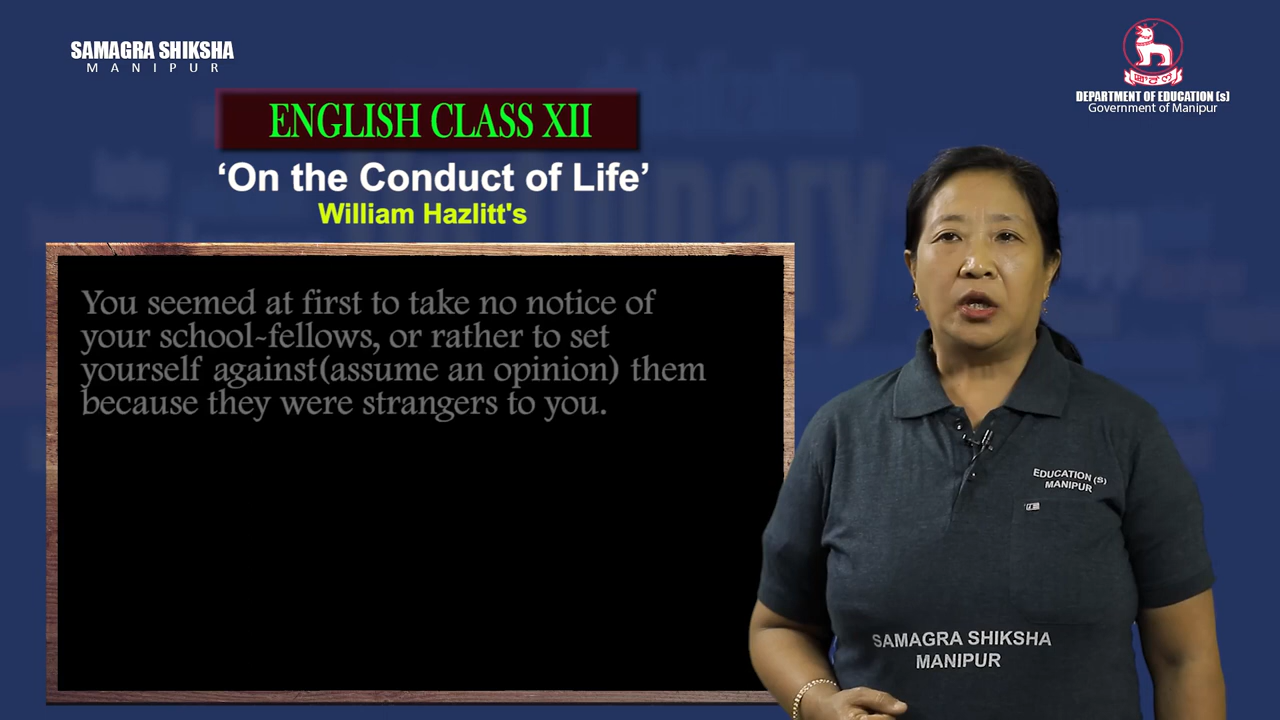 SAMAGRA SHIKSHA
MANIPUR
DEPARTMENT OF EDUCATION (s)
Government of Manipur
ENGLISH CLASS XII
‘On the Conduct of Life’
William Hazlitt's
You seemed at first to take no notice of
your school-fellows, or rather to set
yourself against(assume an opinion) them
because they were strangers to you.
EDUCATION (S)
MANIPUR
SAMAGRA SHIKSHA
MANIPUR